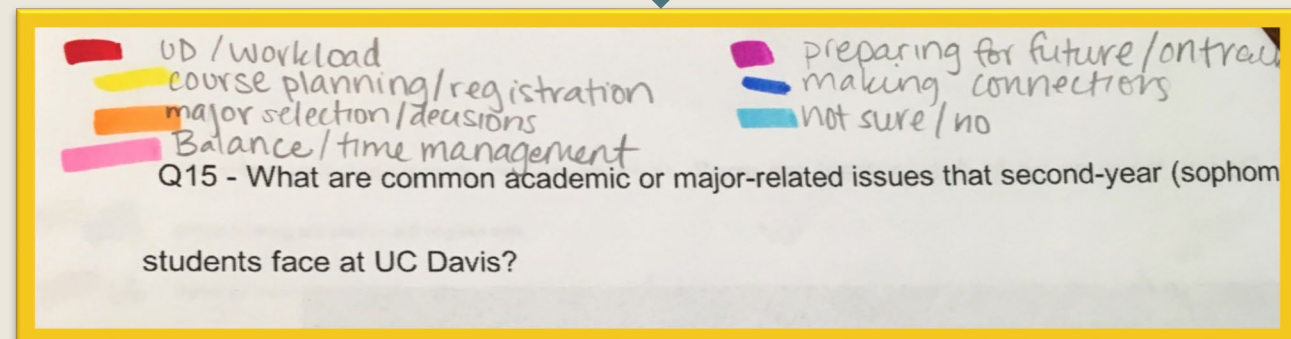 UD / Workload
course planning/registration
major selection/decisions
Balance/time management
preparing for future/ontrac
making connections
not sure/no
Q15 - What are common academic or major-related issues that second-year (sophom
students face at UC Davis?